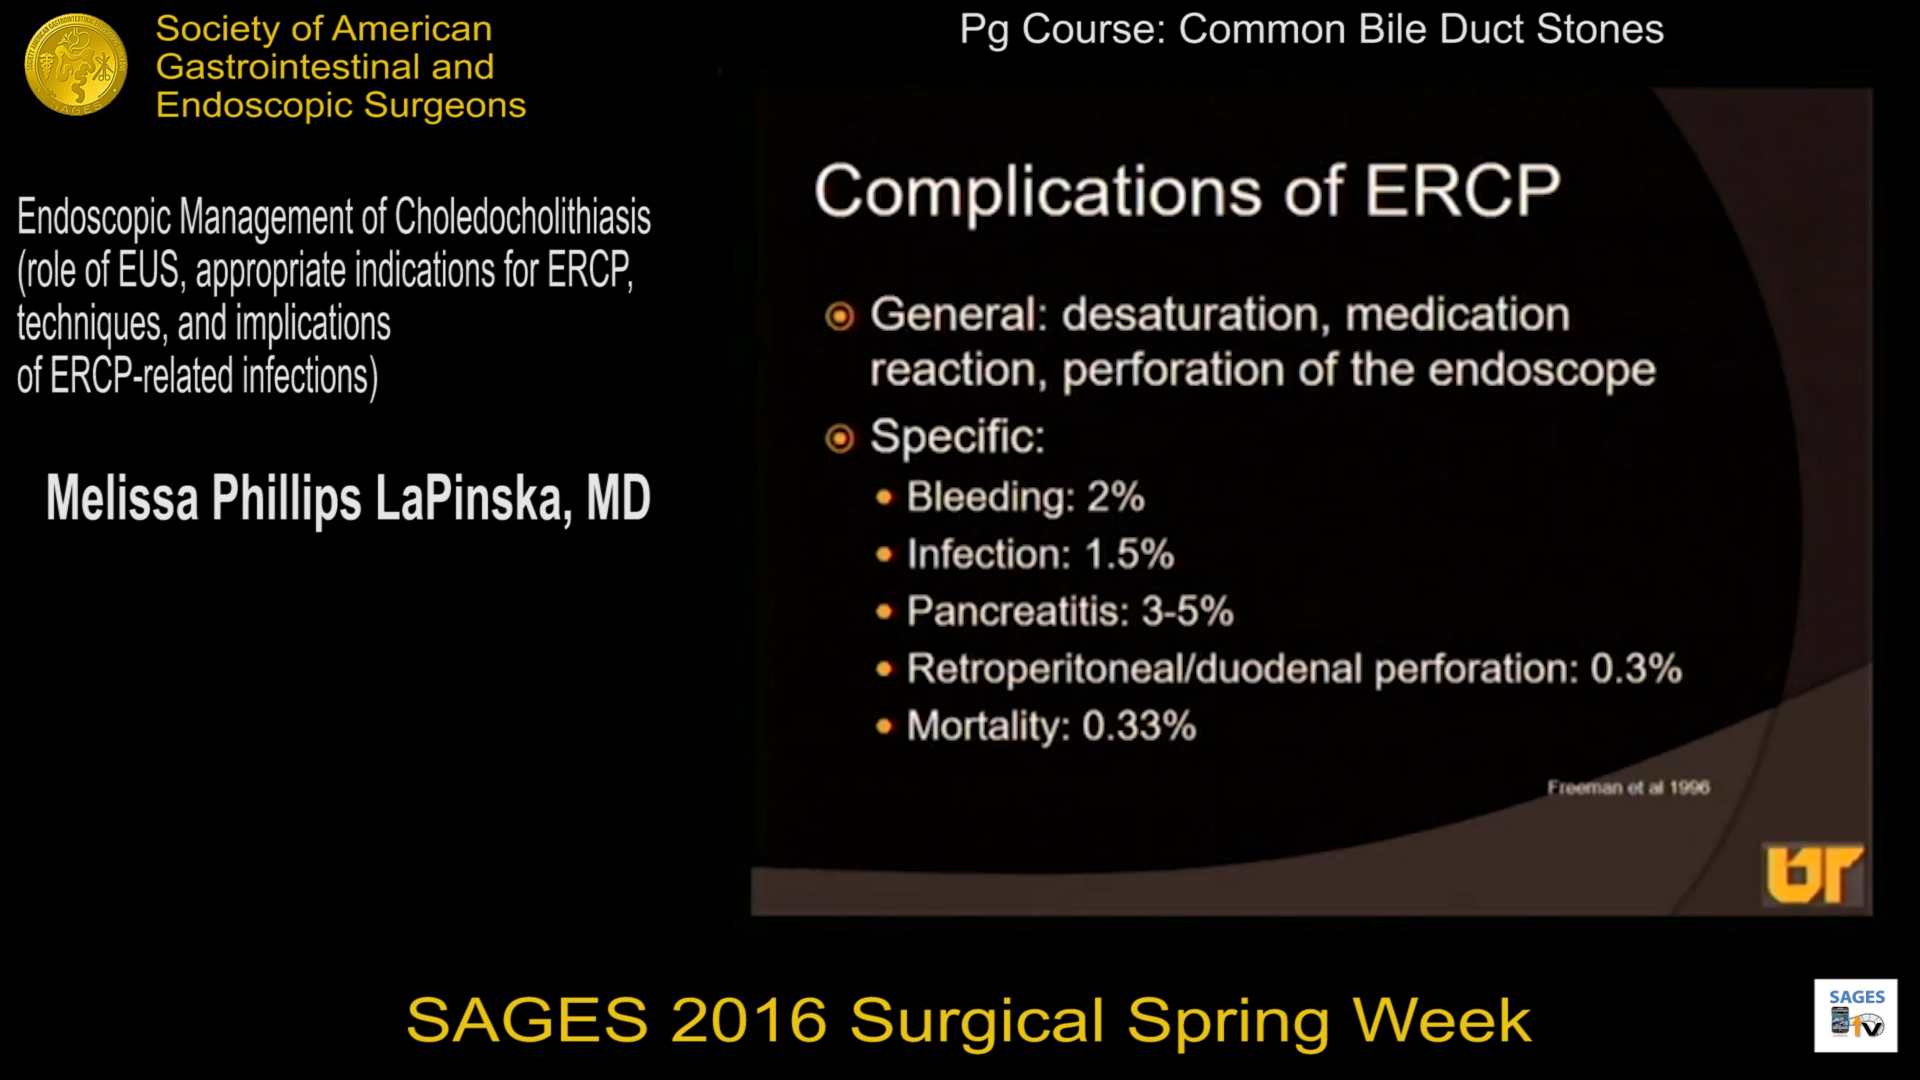 Society of American
Gastrointestinal and
Endoscopic Surgeons
Pg Course: Common Bile Duct Stones
Endoscopic Management of Choledocholithiasis
(role of EUS, appropriate indications for ERCP,
techniques, and implications
of ERCP-related infections)
Melissa Phillips LaPinska, MD
Complications of ERCP
General: desaturation, medication
reaction, perforation of the endoscope
Specific:
Bleeding: 2%
Infection: 1.5%
Pancreatitis: 3-5%
Retroperitoneal/duodenal perforation: 0.3%
Mortality: 0.33%
Freeman et al 1996
UT
SAGES 2016 Surgical Spring Week
SAGES
tv